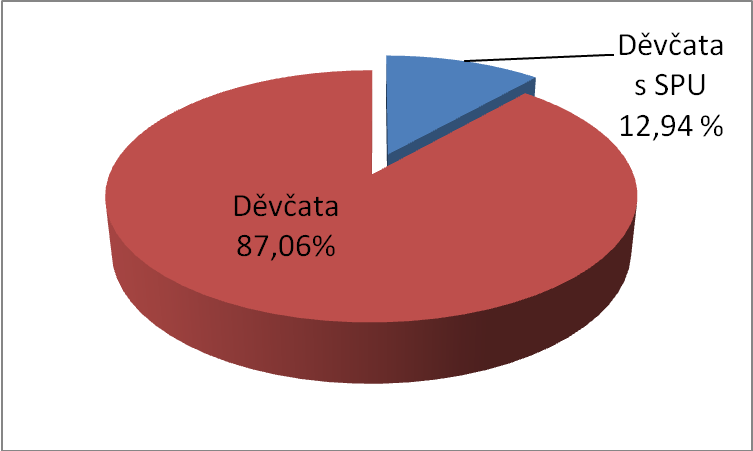 Děvčata
s SPU
12,94 %
Děvčata
87,06%